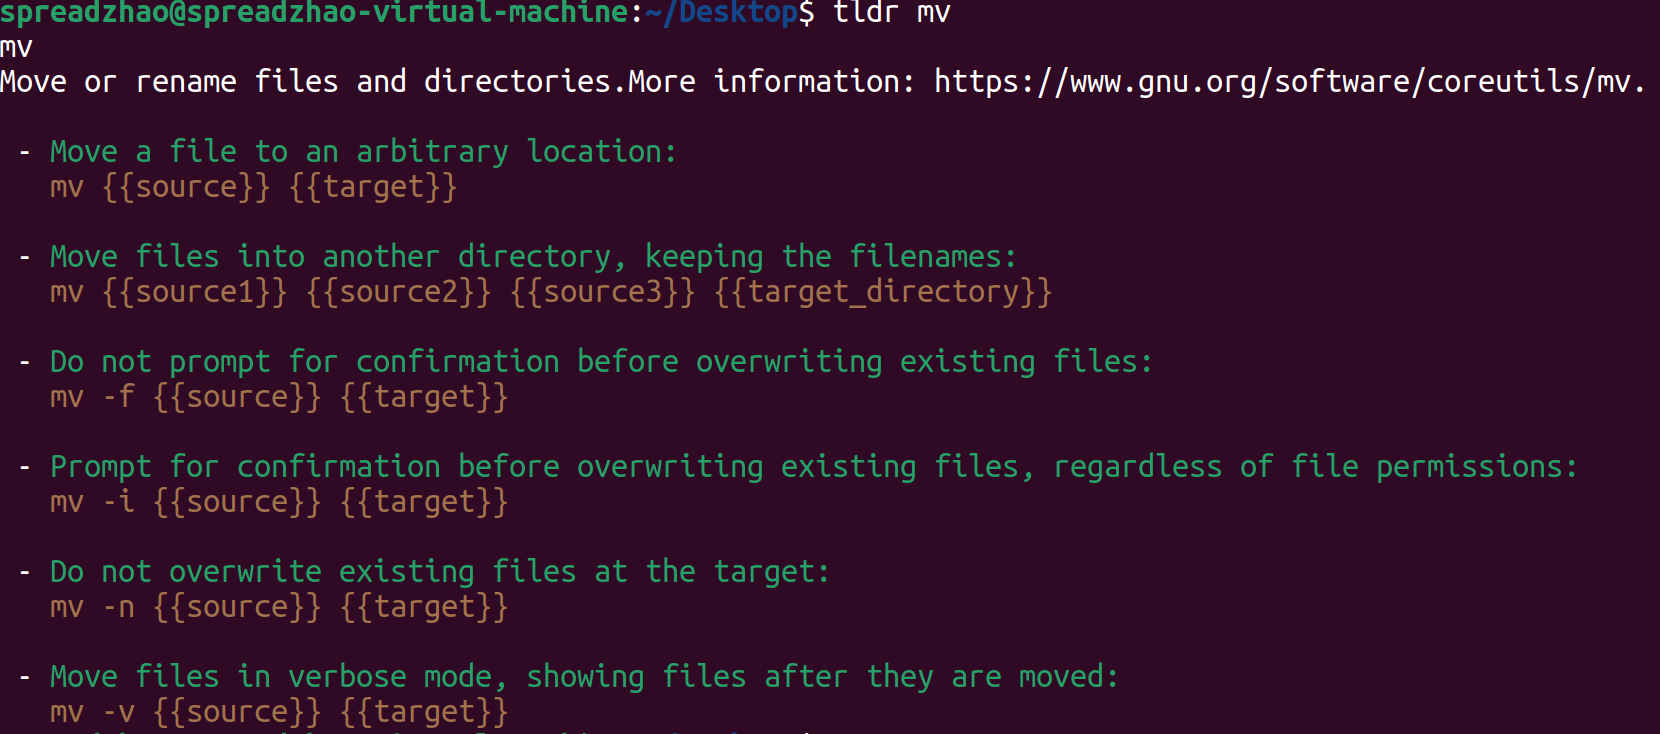 spreadzhao@spreadzhao-virtual-machine:~/Desktop$ tldr mv
mv
Move or rename files and directories.More information: https://www.gnu.org/software/coreutils/mv.
- Move a file to an arbitrary location:
mv {{source}} {{target}}
- Move files into another directory, keeping the filenames:
mv {{source1}} {{source2}} {{source3}} {{target_directory}}
- Do not prompt for confirmation before overwriting existing files:
mv -f {{source}} {{target}}
- Prompt for confirmation before overwriting existing files, regardless of file permissions:
mv -i {{source}} {{target}}
- Do not overwrite existing files at the target:
mv -n {{source}} {{target}}
- Move files in verbose mode, showing files after they are moved:
mv -v {{source}} {{target}}